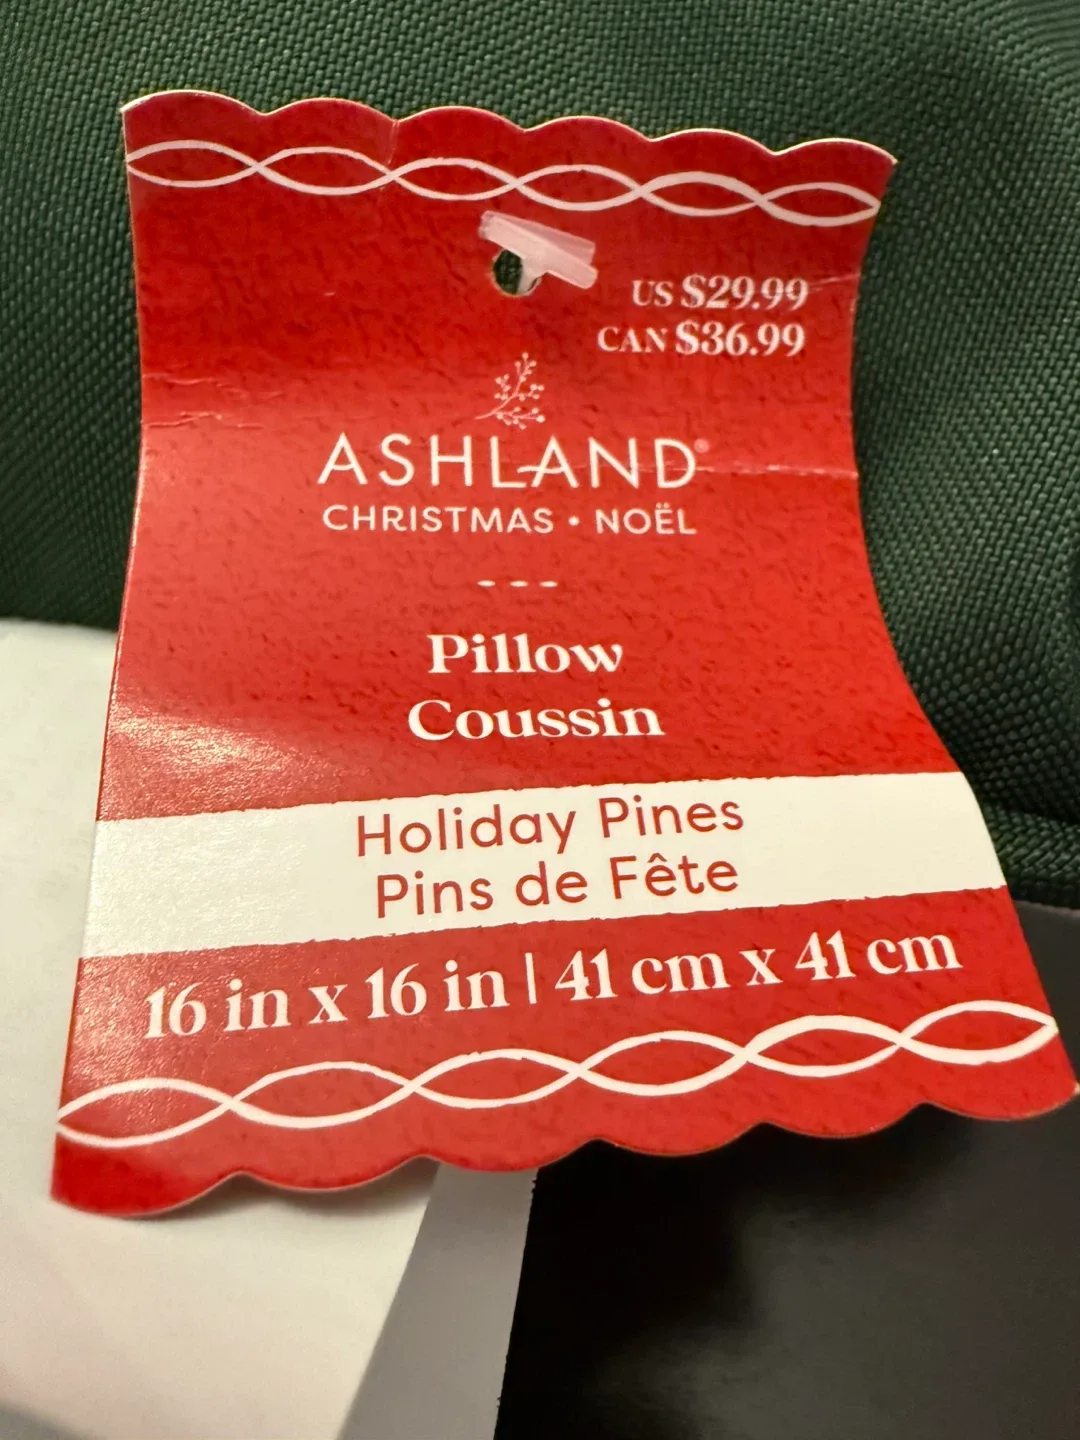 US $29.99
CAN $36.99
ASHLAND®
CHRISTMAS • NOËL
- - -
Pillow
Coussin
Holiday Pines
Pins de Fête
16 in x 16 in | 41 cm x 41 cm